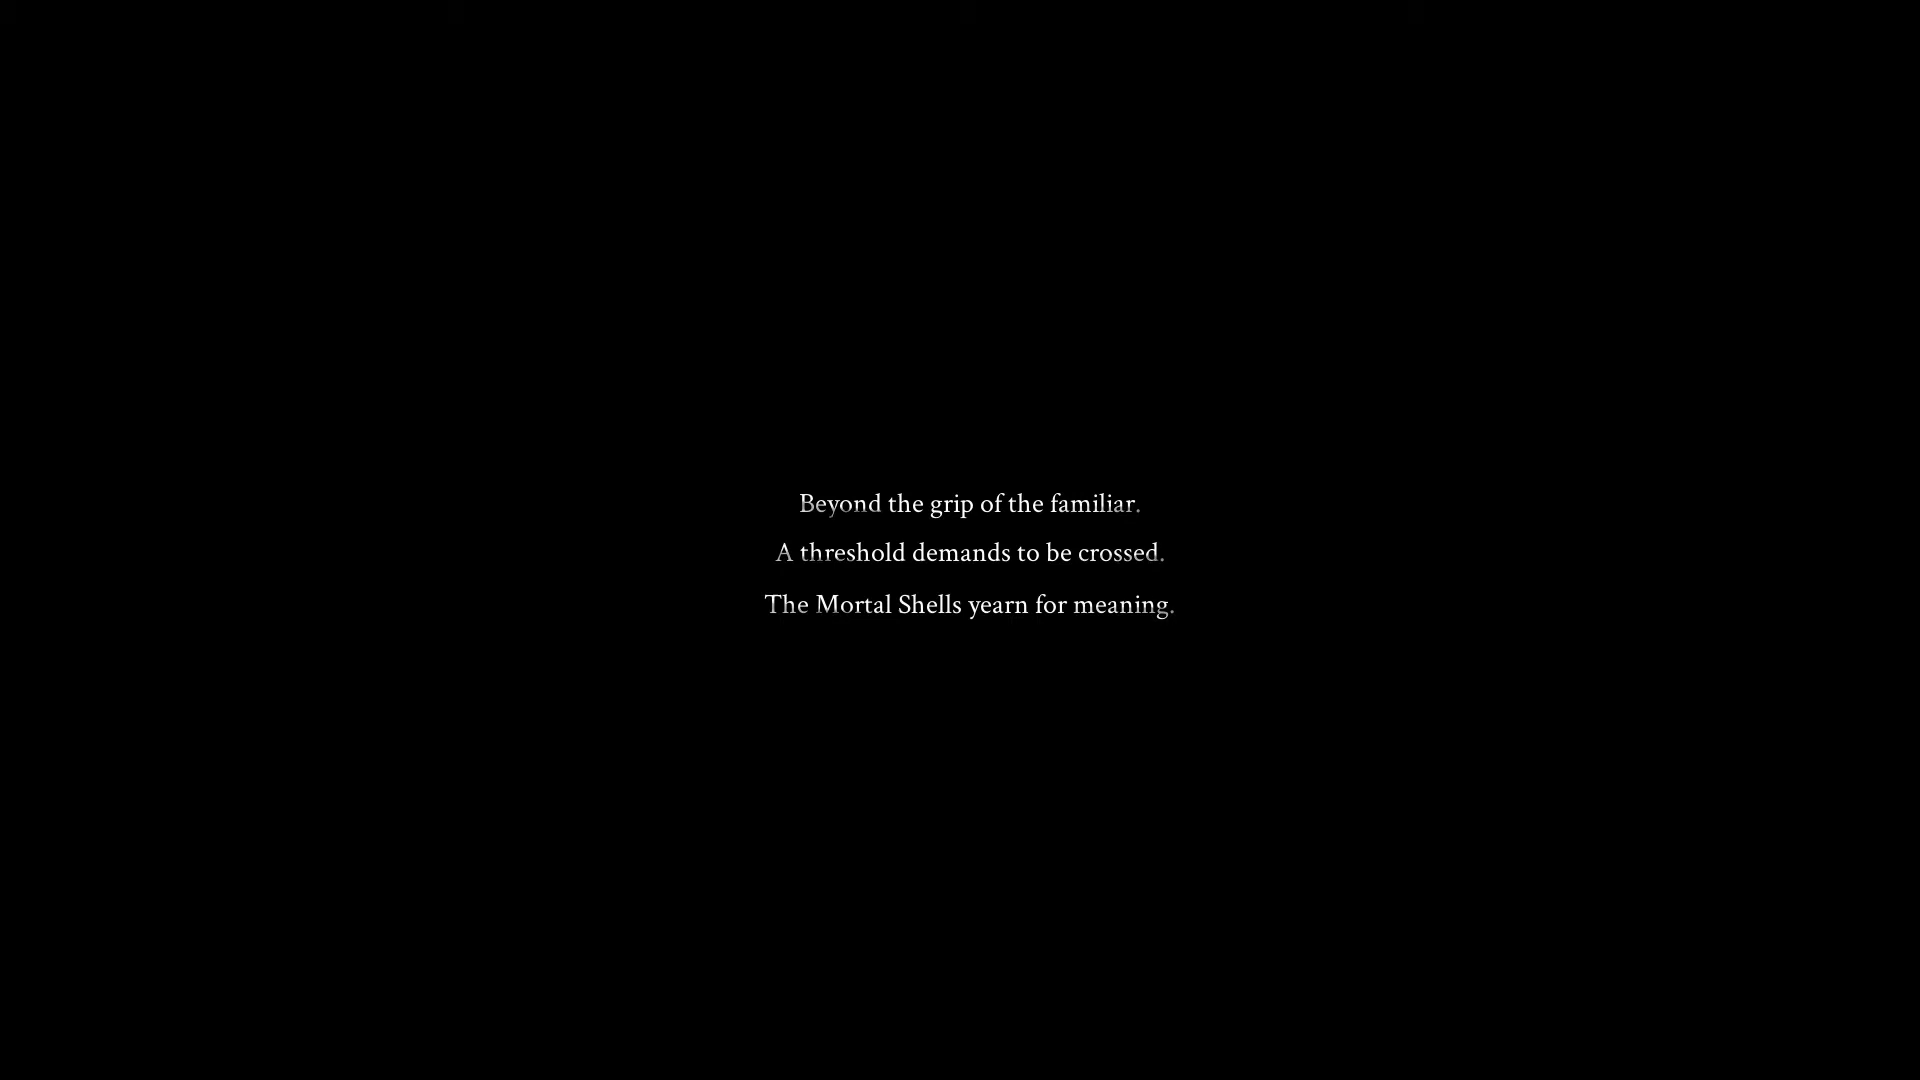 Beyond the grip of the familiar.
A threshold demands to be crossed.
The Mortal Shells yearn for meaning.